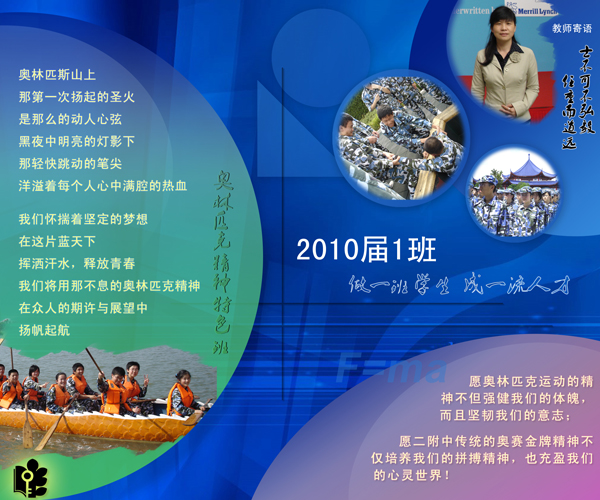 奥林匹斯山上
那第一次扬起的圣火
是那么的动人心弦
黑夜中明亮的灯影下
那轻快跳动的笔尖
洋溢着每个人心中满腔的热血
我们怀揣着坚定的梦想
在这片蓝天下
挥洒汗水，释放青春
我们将用那不息的奥林匹克精神
在众人的期许与展望中
扬帆起航
奥林匹克精神特色班
erwritten b
Merrill Lynch
教师寄语
士不可不弘毅
任重而道远
2010届1班
做一班学生 成一流人才
F=ma
愿奥林匹克运动的精
神不但强健我们的体魄，
而且坚韧我们的意志；
愿二附中传统的奥赛金牌精神不
仅培养我们的拼搏精神，也充盈我们
的心灵世界！